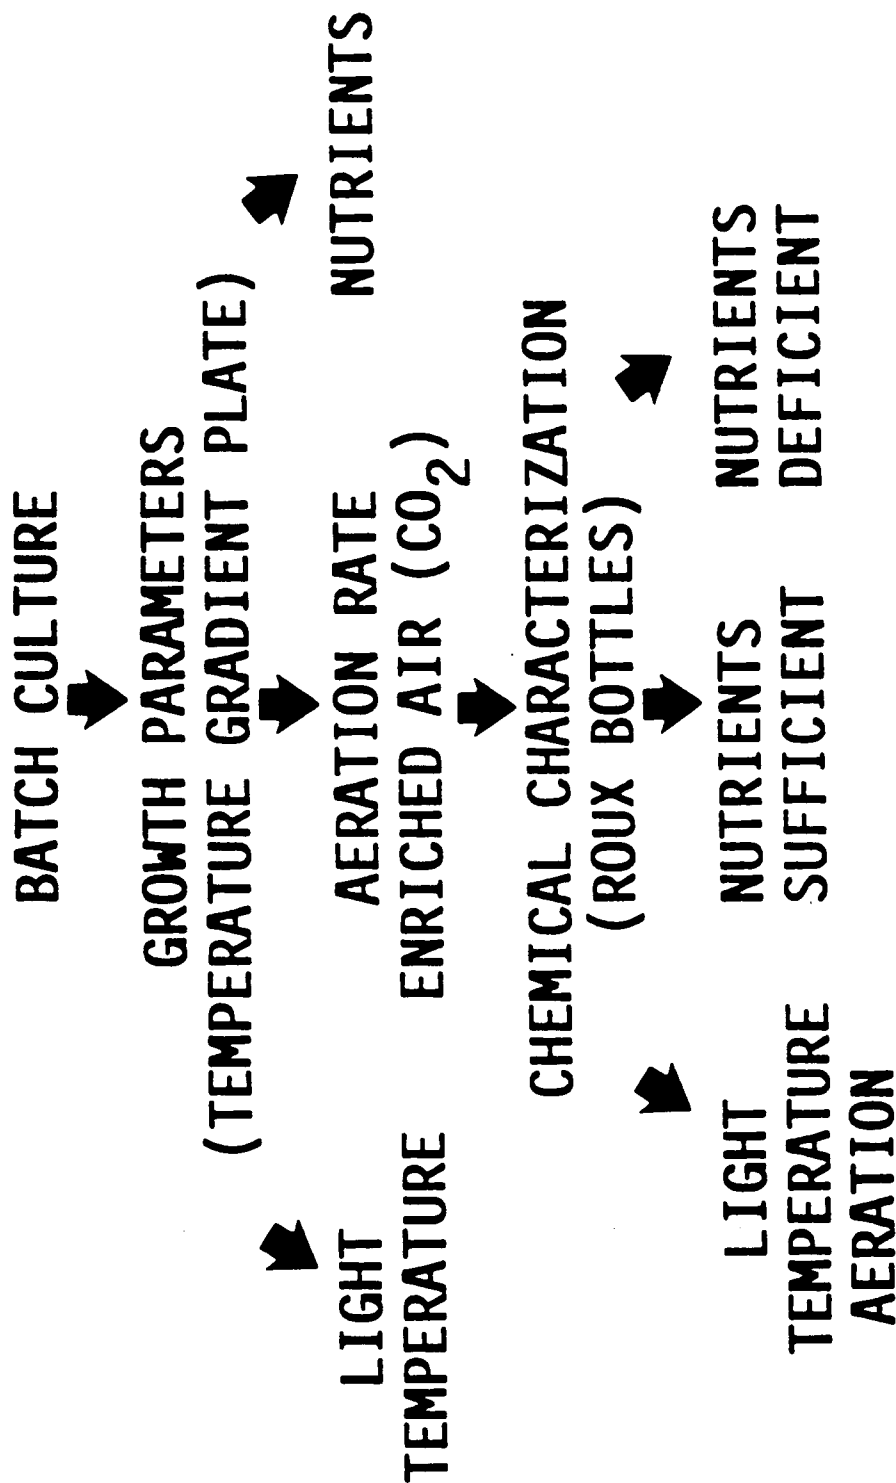 BATCH CULTURE
GROWTH PARAMETERS
(TEMPERATURE GRADIENT PLATE)
LIGHT
TEMPERATURE
AERATION RATE
ENRICHED AIR (CO₂)
NUTRIENTS
CHEMICAL CHARACTERIZATION
(ROUX BOTTLES)
LIGHT
TEMPERATURE
AERATION
NUTRIENTS
SUFFICIENT
NUTRIENTS
DEFICIENT